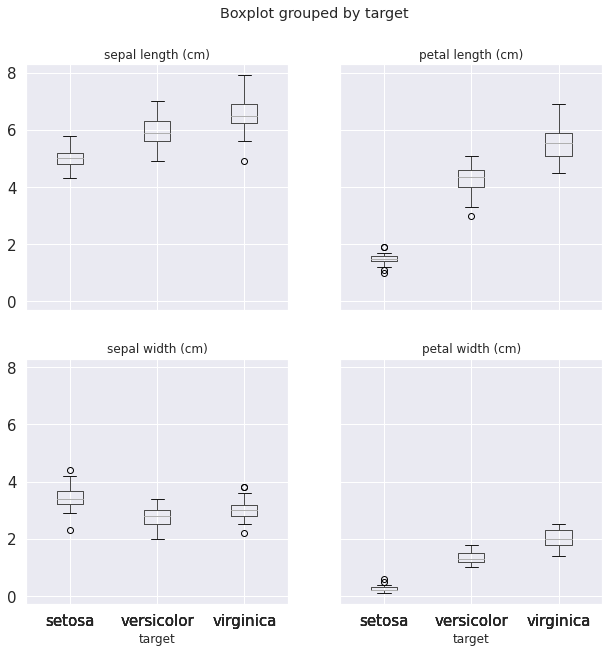 Boxplot grouped by target
sepal length (cm)
petal length (cm)
8
6
4
2
0
sepal width (cm)
petal width (cm)
8
6
4
2
0
setosa versicolor virginica
setosa versicolor virginica
target
target